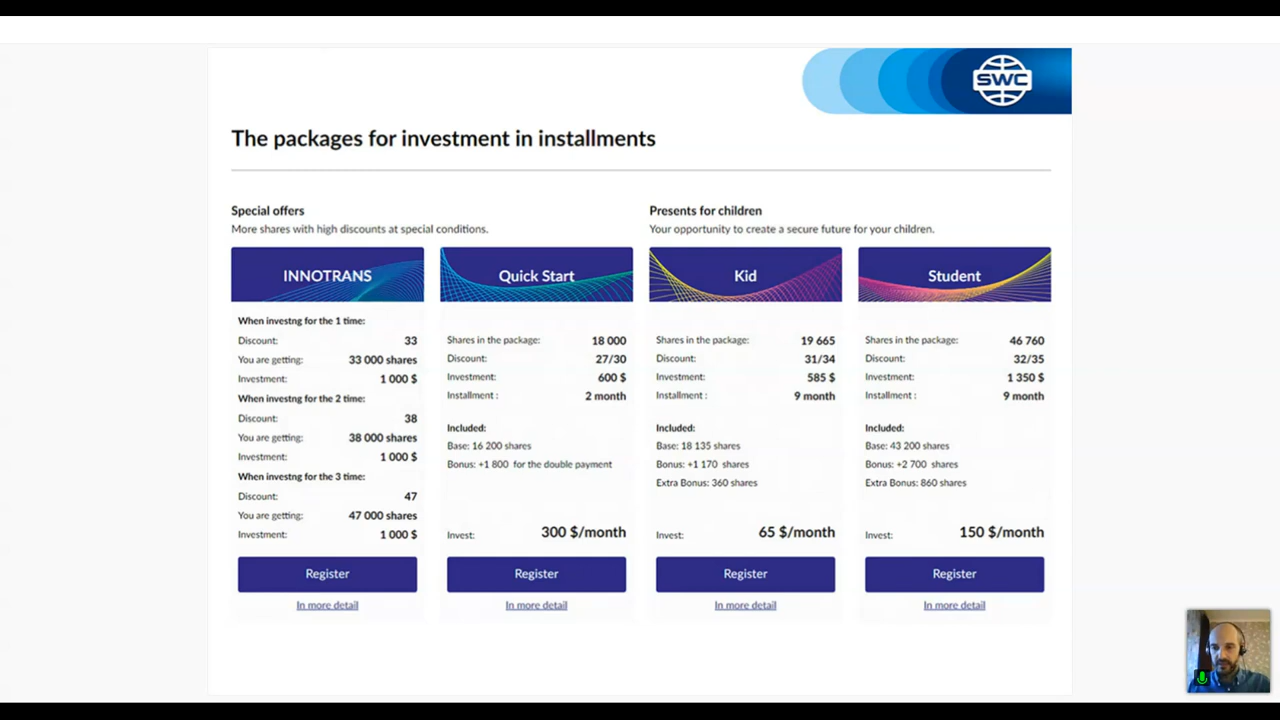 SWC
The packages for investment in installments
Special offers
More shares with high discounts at special conditions.
Presents for children
Your opportunity to create a secure future for your children.
INNOTRANS
When investng for the 1 time:
Discount: 33
You are getting: 33 000 shares
Investment: 1 000 $
When investng for the 2 time:
Discount: 38
You are getting: 38 000 shares
Investment: 1 000 $
When investng for the 3 time:
Discount: 47
You are getting: 47 000 shares
Investment: 1 000 $
Register
In more detail
Quick Start
Shares in the package: 18 000
Discount: 27/30
Investment: 600 $
Installment : 2 month
Included:
Base: 16 200 shares
Bonus: +1 800 for the double payment
Invest: 300 $/month
Register
In more detail
Kid
Shares in the package: 19 665
Discount: 31/34
Investment: 585 $
Installment : 9 month
Included:
Base: 18 135 shares
Bonus: +1 170 shares
Extra Bonus: 360 shares
Invest: 65 $/month
Register
In more detail
Student
Shares in the package: 46 760
Discount: 32/35
Investment: 1 350 $
Installment : 9 month
Included:
Base: 43 200 shares
Bonus: +2 700 shares
Extra Bonus: 860 shares
Invest: 150 $/month
Register
In more detail